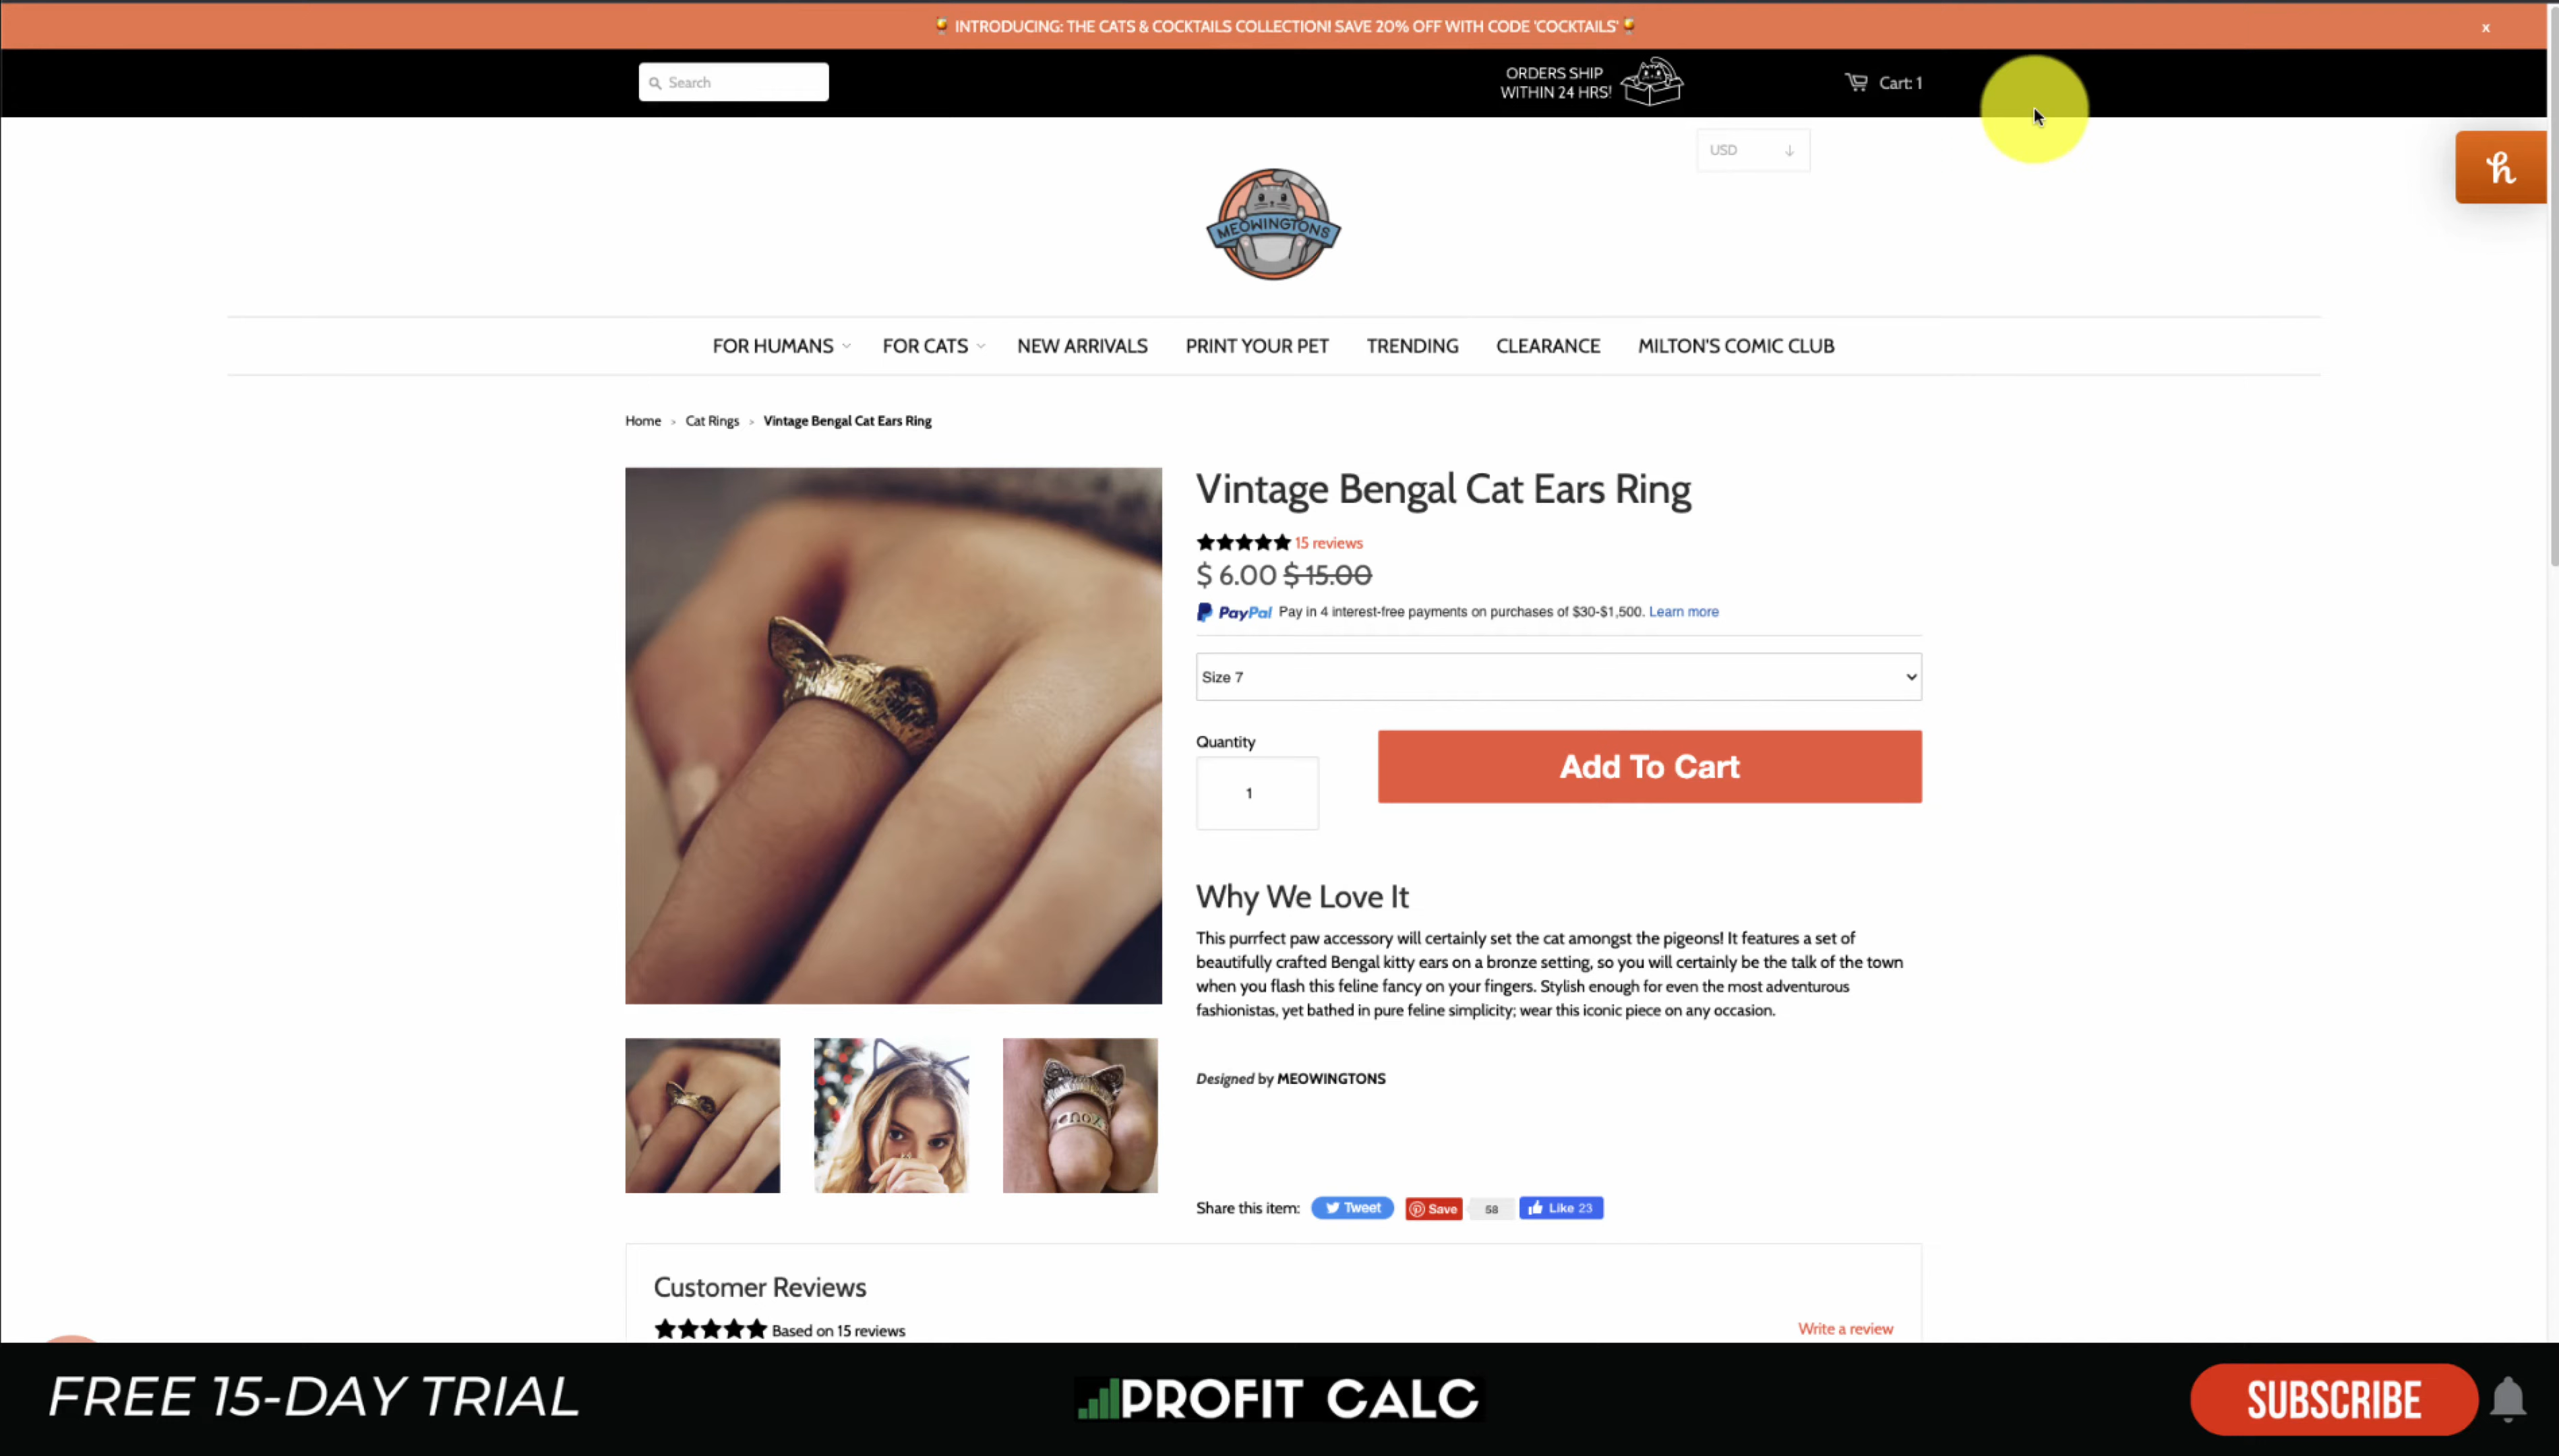 INTRODUCING: THE CATS & COCKTAILS COLLECTION! SAVE 20% OFF WITH CODE 'COCKTAILS'
x
Search
ORDERS SHIP
WITHIN 24 HRS!
Cart: 1
USD
MEOWINGTONS
FOR HUMANS
FOR CATS
NEW ARRIVALS
PRINT YOUR PET
TRENDING
CLEARANCE
MILTON'S COMIC CLUB
Home > Cat Rings > Vintage Bengal Cat Ears Ring
Vintage Bengal Cat Ears Ring
15 reviews
$ 6.00 $ 15.00
PayPal Pay in 4 interest-free payments on purchases of $30-$1,500. Learn more
Size 7
Quantity
1
Add To Cart
Why We Love It
This purrfect paw accessory will certainly set the cat amongst the pigeons! It features a set of
beautifully crafted Bengal kitty ears on a bronze setting, so you will certainly be the talk of the town
when you flash this feline fancy on your fingers. Stylish enough for even the most adventurous
fashionistas, yet bathed in pure feline simplicity; wear this iconic piece on any occasion.
Designed by MEOWINGTONS
Share this item:
Tweet
Save
58
Like 23
Customer Reviews
Based on 15 reviews
Write a review
FREE 15-DAY TRIAL
PROFIT CALC
SUBSCRIBE